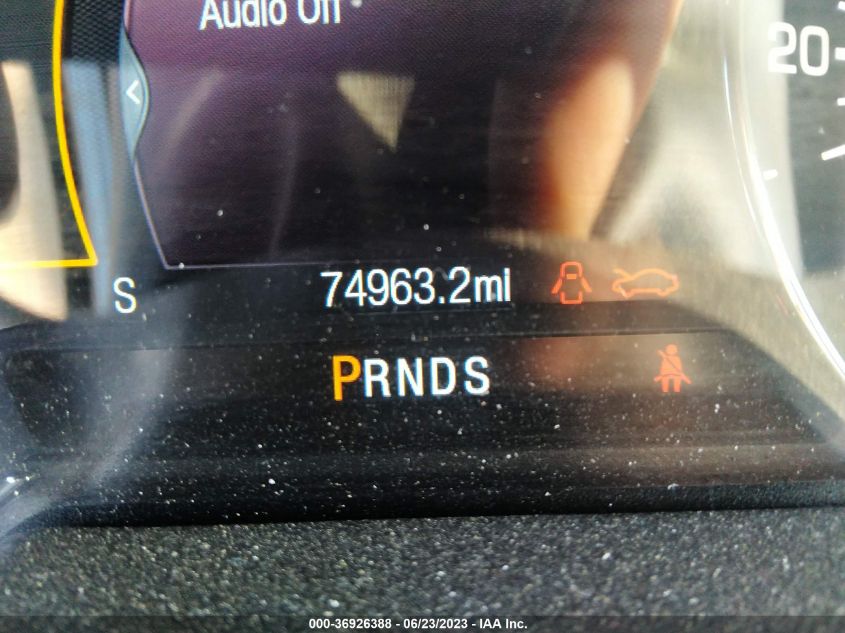 Audio Off
20
S
74963.2mi
PRNDS
000-36926388 - 06/23/2023 - IAA Inc.